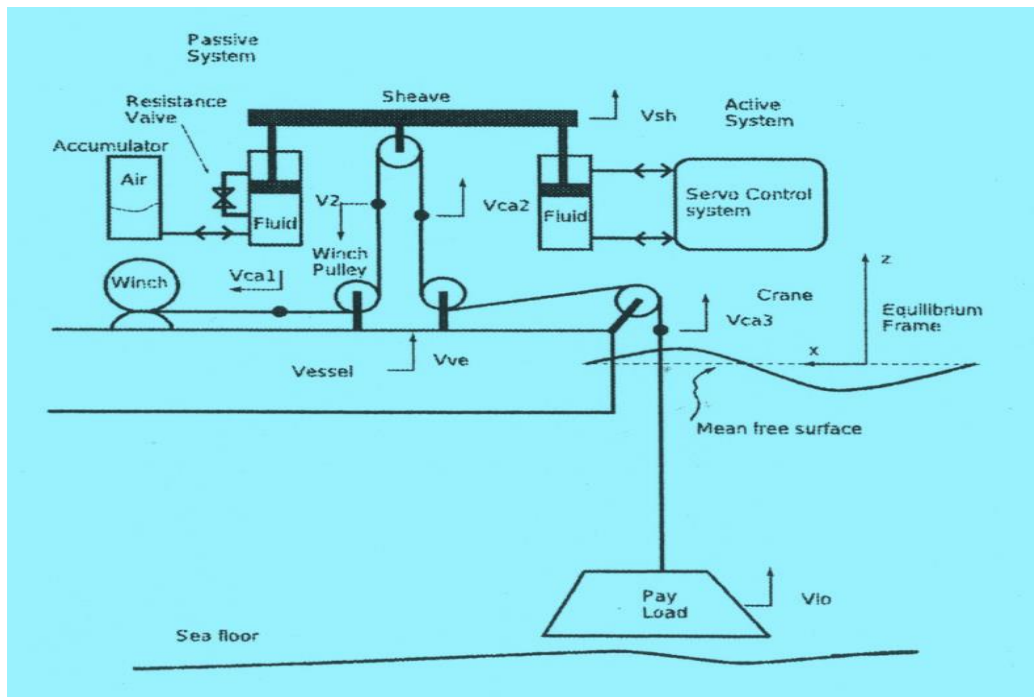 Passive
System
Sheave
Resistance
Valve
Vsh
Active
System
Accumulator
Air
Fluid
V2
Vca2
Fluid
Servo Control
system
Winch
Pulley
Winch
Vca1
z
Crane
Vca3
Equilibrium
Frame
Vessel
Vve
x
Mean free surface
Pay
Load
Vlo
Sea floor